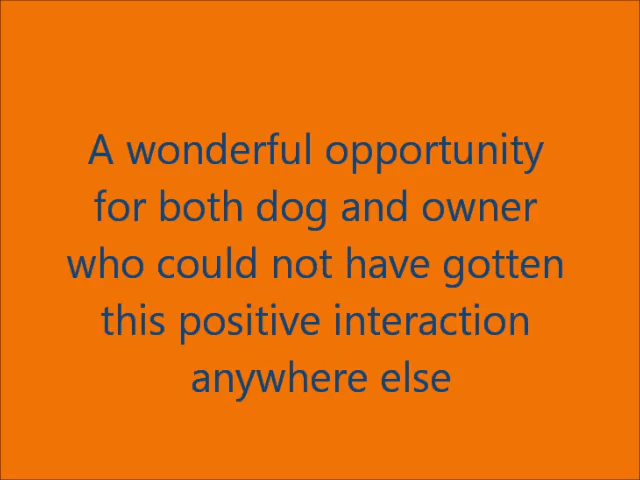 A wonderful opportunity
for both dog and owner
who could not have gotten
this positive interaction
anywhere else